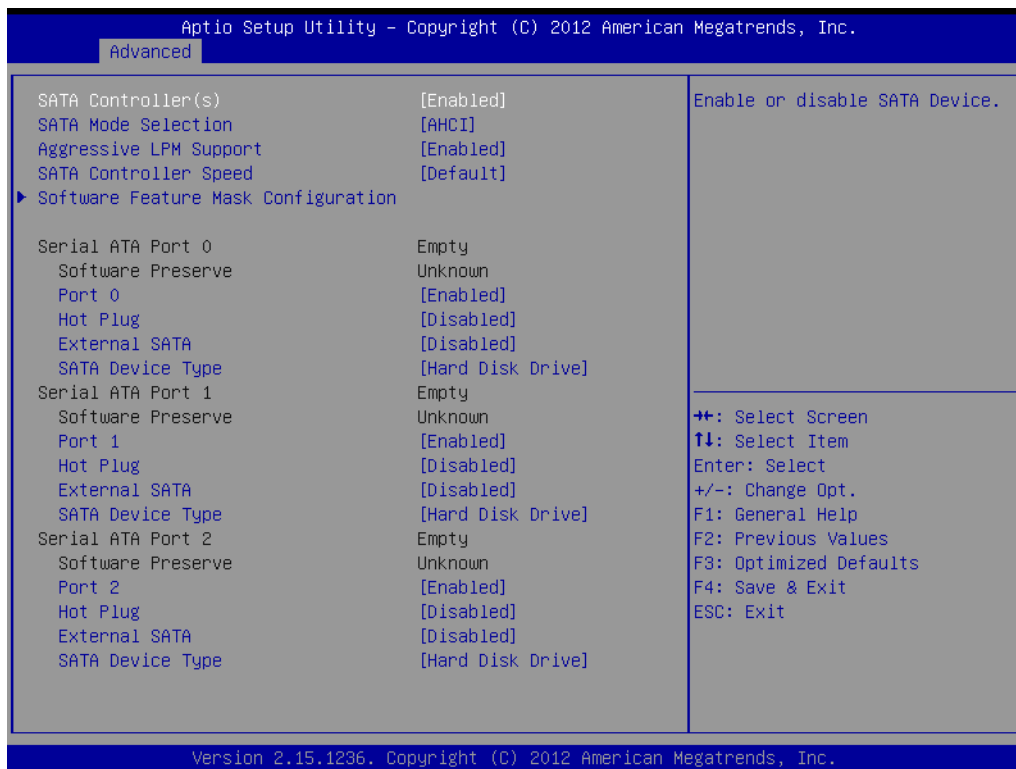 Aptio Setup Utility – Copyright (C) 2012 American Megatrends, Inc.
Advanced
SATA Controller(s) [Enabled]
SATA Mode Selection [AHCI]
Aggressive LPM Support [Enabled]
SATA Controller Speed [Default]
Software Feature Mask Configuration
Serial ATA Port 0 Empty
Software Preserve Unknown
Port 0 [Enabled]
Hot Plug [Disabled]
External SATA [Disabled]
SATA Device Type [Hard Disk Drive]
Serial ATA Port 1 Empty
Software Preserve Unknown
Port 1 [Enabled]
Hot Plug [Disabled]
External SATA [Disabled]
SATA Device Type [Hard Disk Drive]
Serial ATA Port 2 Empty
Software Preserve Unknown
Port 2 [Enabled]
Hot Plug [Disabled]
External SATA [Disabled]
SATA Device Type [Hard Disk Drive]
Enable or disable SATA Device.
→←: Select Screen
↑↓: Select Item
Enter: Select
+/-: Change Opt.
F1: General Help
F2: Previous Values
F3: Optimized Defaults
F4: Save & Exit
ESC: Exit
Version 2.15.1236. Copyright (C) 2012 American Megatrends, Inc.